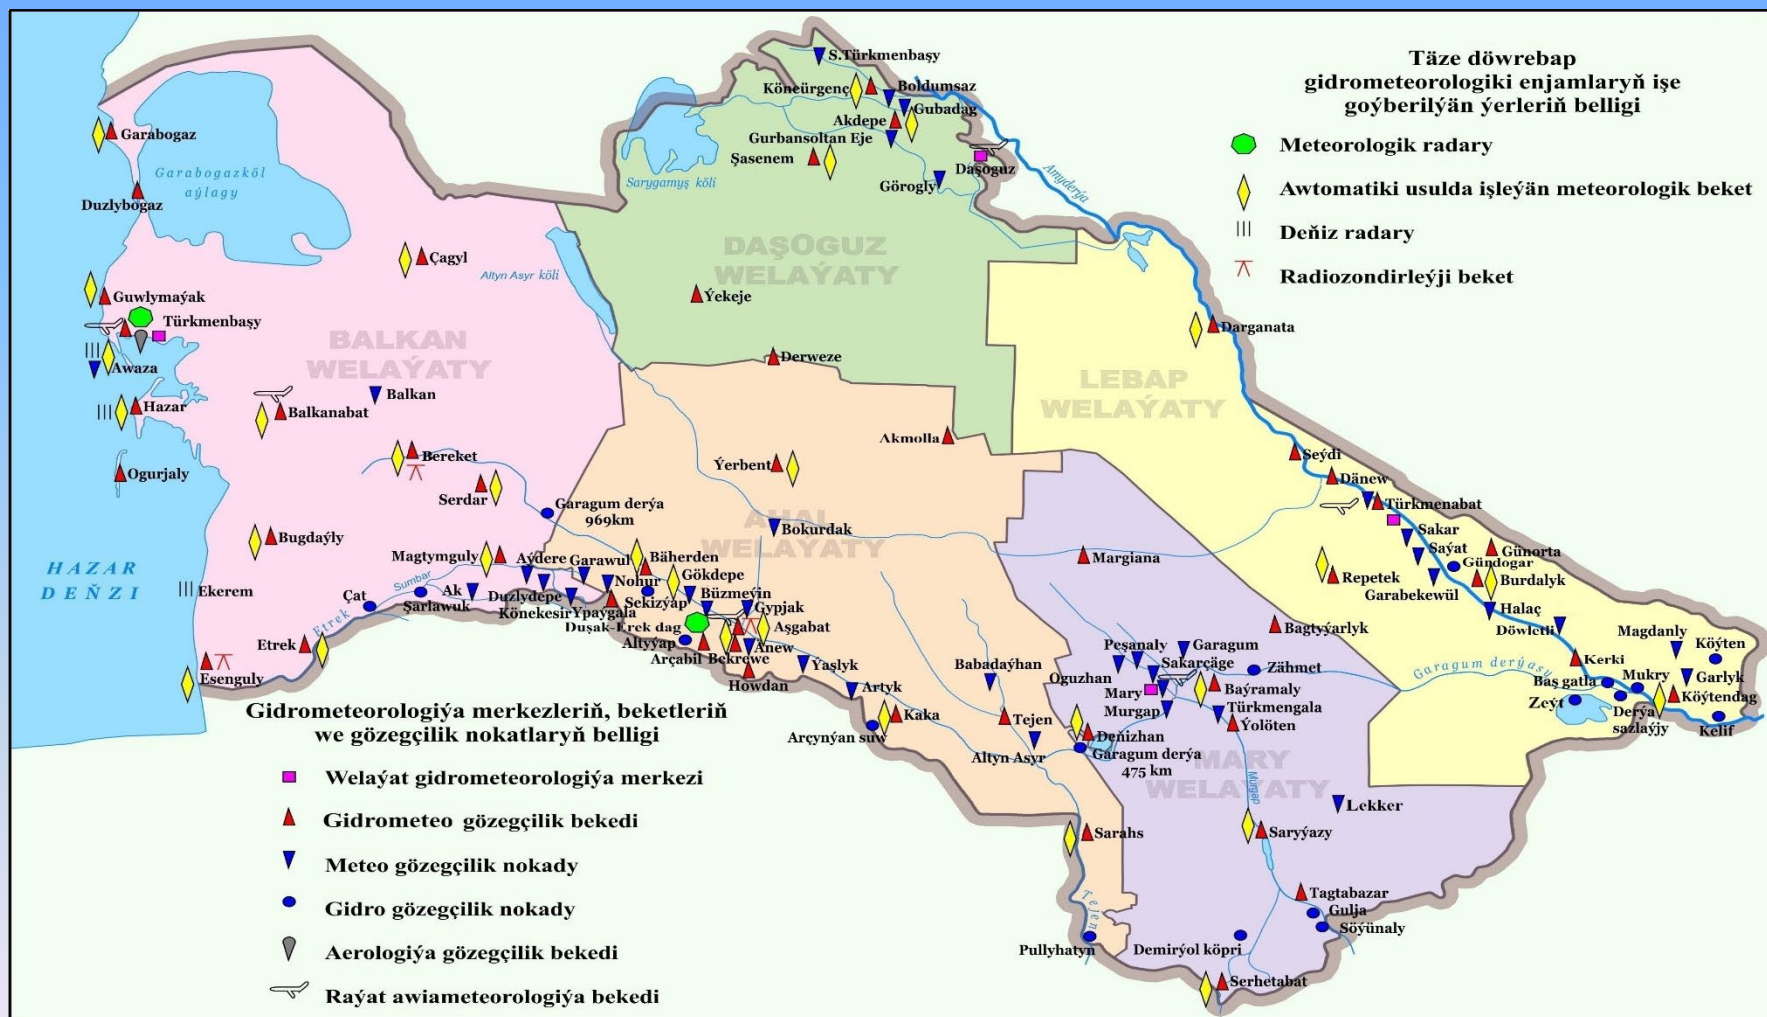 S.Türkmenbaşy
Köneürgenç
Boldumsaz
Gubadag
Akdepe
Gurbansoltan Eje
Şasenem
Daşoguz
Görogly
Amyderýa
Sarygamyş köli
Garabogaz
Garabogazköl
aýlagy
Duzlybogaz
Çagyl
Altyn Asyr köli
DAŞOGUZ
WELAÝATY
Ýekeje
Derweze
Guwlymaýak
Türkmenbaşy
Awaza
Hazar
Ogurjaly
BALKAN
WELAÝATY
Balkan
Balkanabat
Bereket
Serdar
Garagum derýa
969km
Bugdaýly
Magtymguly
HAZAR
DEŇZI
Ekerem
Esenguly
Etrek
Etrek
Çat
Sumbar
Şarlawuk
Ak
Aýdere
Duzlydepe
Könekesir
Garawul
Nohur
Ypaýgala
Bäherden
Sekizýap
Gökdepe
Büzmeýin
Gypjak
Duşak-Erek dag
Aşgabat
Altyýap
Arçabil
Bekrewe
Änew
Howdan
Ýaşlyk
Artyk
Kaka
Arçynýan suw
Akmolla
Ýerbent
Bokurdak
AHAL
WELAÝATY
Babadaýhan
Tejen
Altyn Asyr
Deňizhan
Garagum derýa
475 km
Sarahs
Tejen
Pullyhatyn
LEBAP
WELAÝATY
Darganata
Seýdi
Dänew
Türkmenabat
Sakar
Saýat
Günorta
Gündogar
Burdalyk
Garabekewül
Repetek
Halaç
Döwletli
Magdanly
Köýten
Kerki
Garlyk
Mukry
Baş gatla
Köýtendag
Zeýt
Derýa
sazlaýjy
Kelif
Garagum derýasy
Margiana
Bagtyýarlyk
Peşanaly
Garagum
Sakarçäge
Zähmet
Oguzhan
Mary
Baýramaly
Murgap
Türkmengala
Ýolöten
MARY
WELAÝATY
Murgap
Lekker
Saryýazy
Tagtabazar
Gulja
Söýünaly
Demirýol köpri
Serhetabat
Täze döwrebap
gidrometeorologiki enjamlaryň işe
goýberilýän ýerleriň belligi
Meteorologik radary
Awtomatiki usulda işleýän meteorologik beket
Deňiz radary
Radiozondirleýji beket
Gidrometeorologiýa merkezleriň, beketleriň
we gözegçilik nokatlaryň belligi
Welaýat gidrometeorologiýa merkezi
Gidrometeo gözegçilik bekedi
Meteo gözegçilik nokady
Gidro gözegçilik nokady
Aerologiýa gözegçilik bekedi
Raýat awiameteorologiýa bekedi